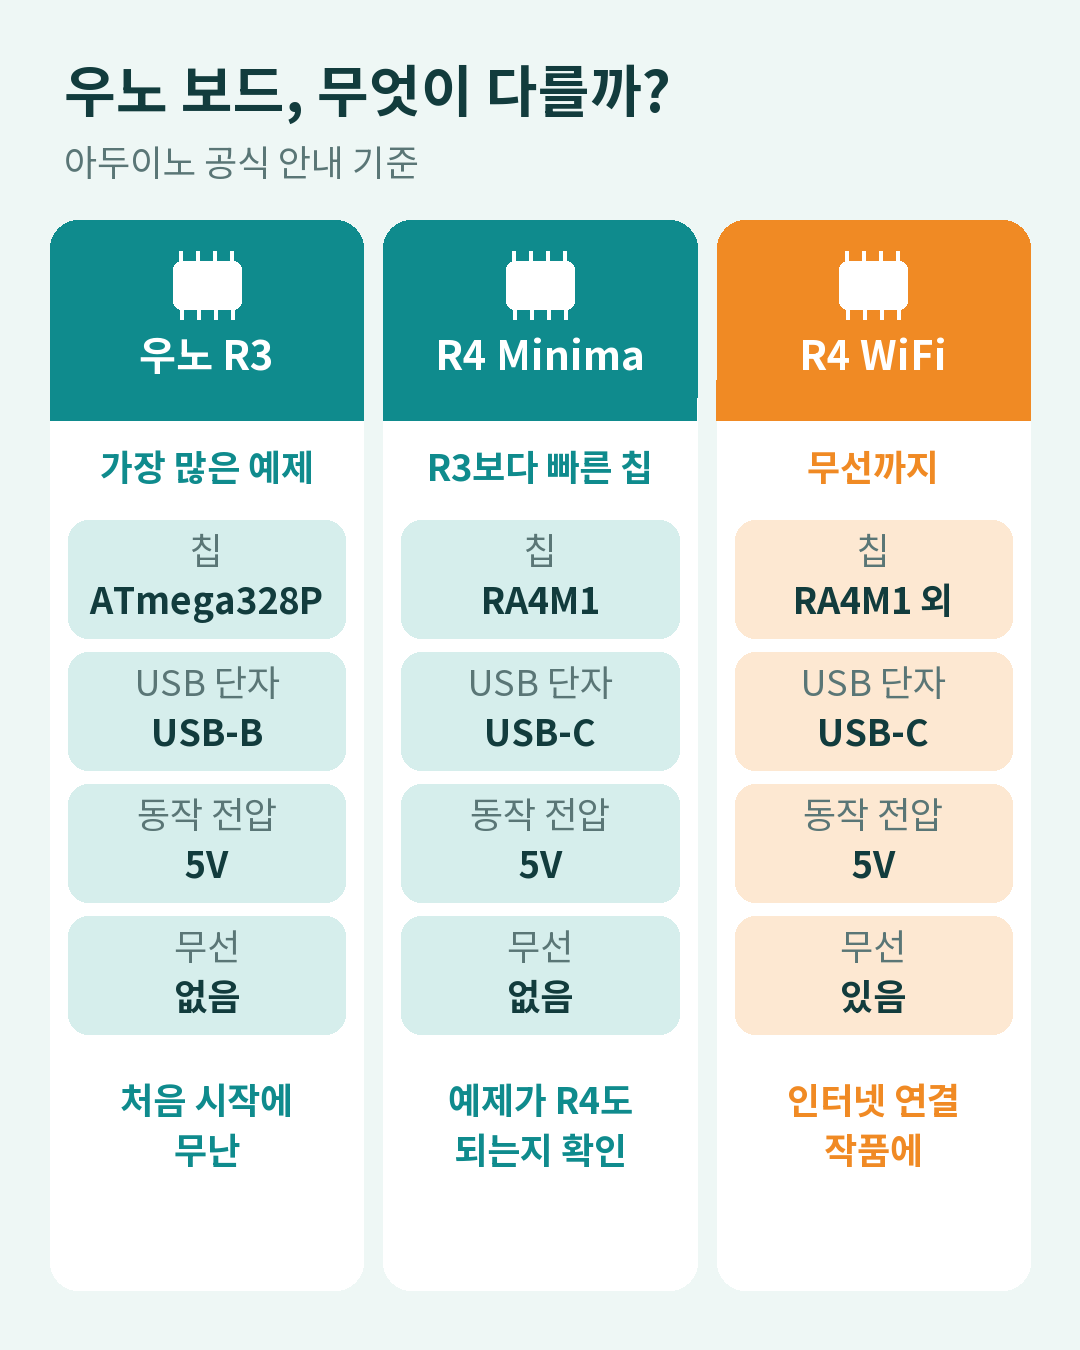 우노 보드, 무엇이 다를까?
아두이노 공식 안내 기준
우노 R3
가장 많은 예제
칩
ATmega328P
USB 단자
USB-B
동작 전압
5V
무선
없음
처음 시작에
무난
R4 Minima
R3보다 빠른 칩
칩
RA4M1
USB 단자
USB-C
동작 전압
5V
무선
없음
예제가 R4도
되는지 확인
R4 WiFi
무선까지
칩
RA4M1 외
USB 단자
USB-C
동작 전압
5V
무선
있음
인터넷 연결
작품에